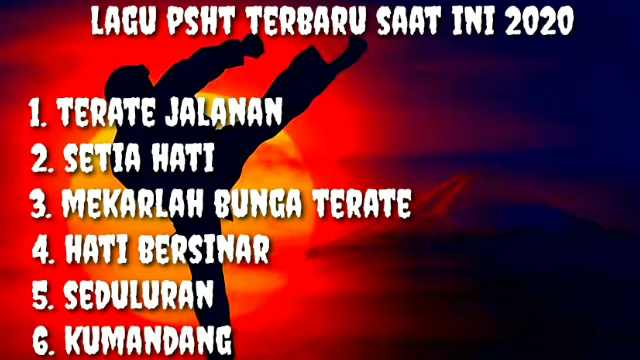 LAGU PSHT TERBARU SAAT INI 2020
1. TERATE JALANAN
2. SETIA HATI
3. MEKARLAH BUNGA TERATE
4. HATI BERSINAR
5. SEDULURAN
6. KUMANDANG